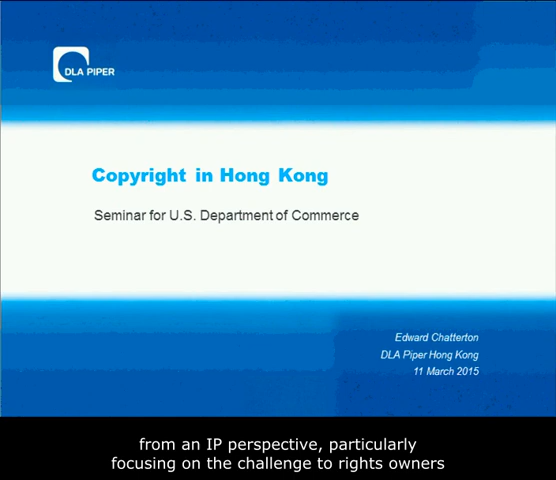 DLA PIPER
Copyright in Hong Kong
Seminar for U.S. Department of Commerce
Edward Chatterton
DLA Piper Hong Kong
11 March 2015
from an IP perspective, particularly
focusing on the challenge to rights owners